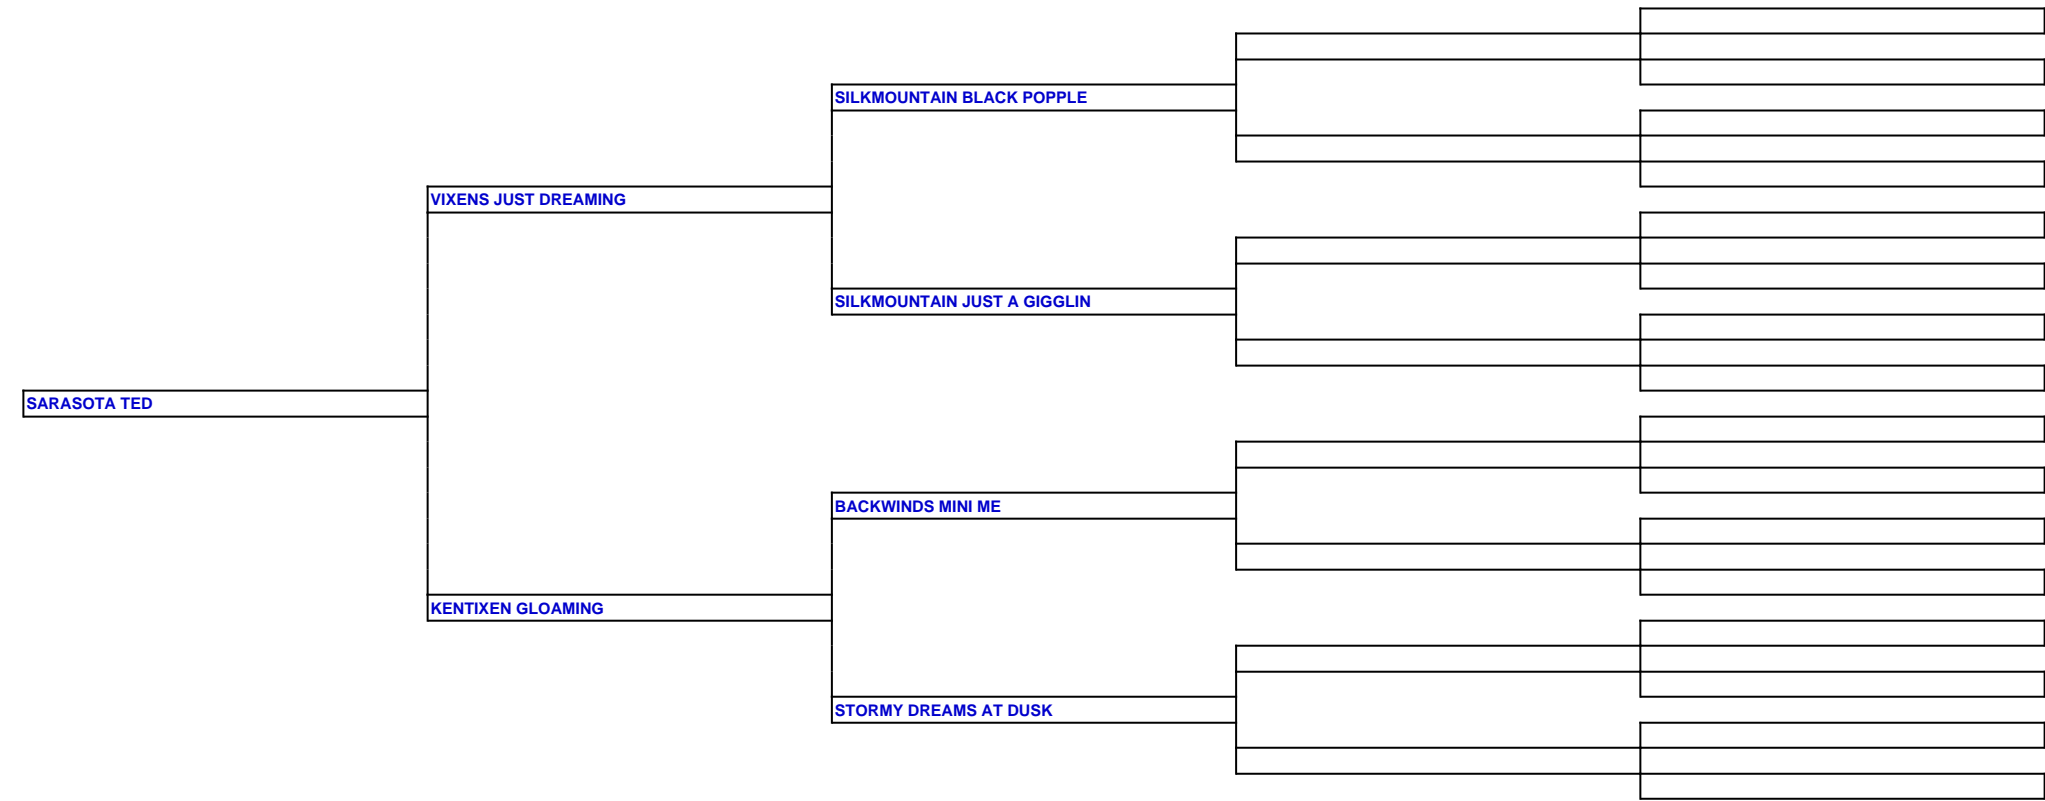 SILKMOUNTAIN BLACK POPPLE
VIXENS JUST DREAMING
SILKMOUNTAIN JUST A GIGGLIN
SARASOTA TED
BACKWINDS MINI ME
KENTIXEN GLOAMING
STORMY DREAMS AT DUSK